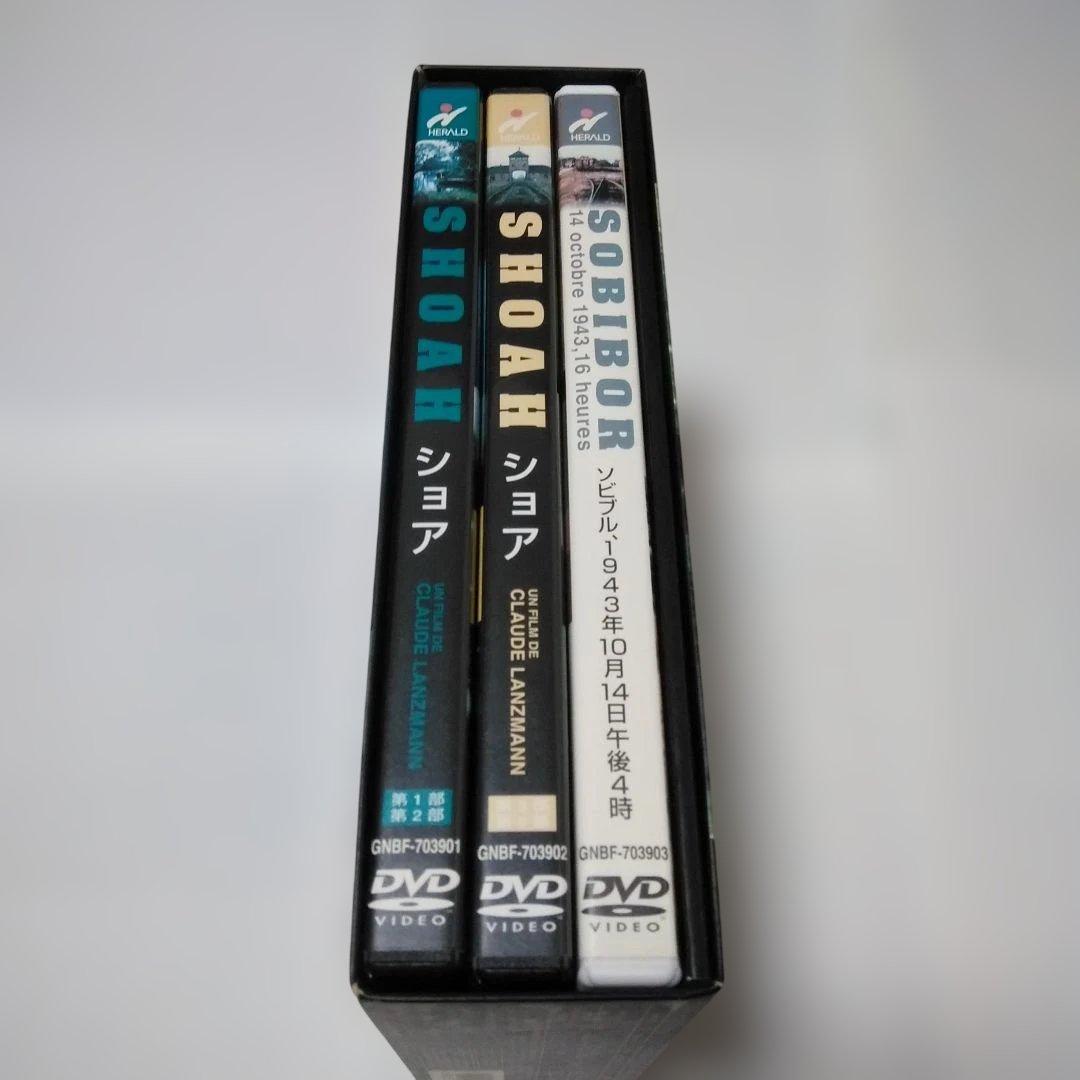 HERALD
SHOAH
ショア
UN FILM DE
CLAUDE LANZMANN
第1部
第2部
GNBF-703901
DVD
VIDEO
HERALD
SHOAH
ショア
UN FILM DE
CLAUDE LANZMANN
GNBF-703902
DVD
VIDEO
HERALD
SOBIBOR
14 octobre 1943,16 heures
ソビブル、1943年10月14日午後4時
GNBF-703903
DVD
VIDEO